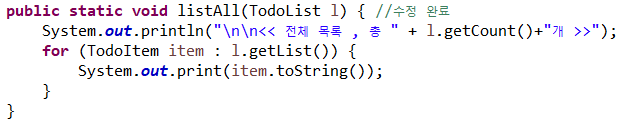 public static void listAll(TodoList l) { //수정 완료
    System.out.println("\n\n<< 전체 목록 , 총 " + l.getCount()+"개 >>");
    for (TodoItem item : l.getList()) {
        System.out.print(item.toString());
    }
}